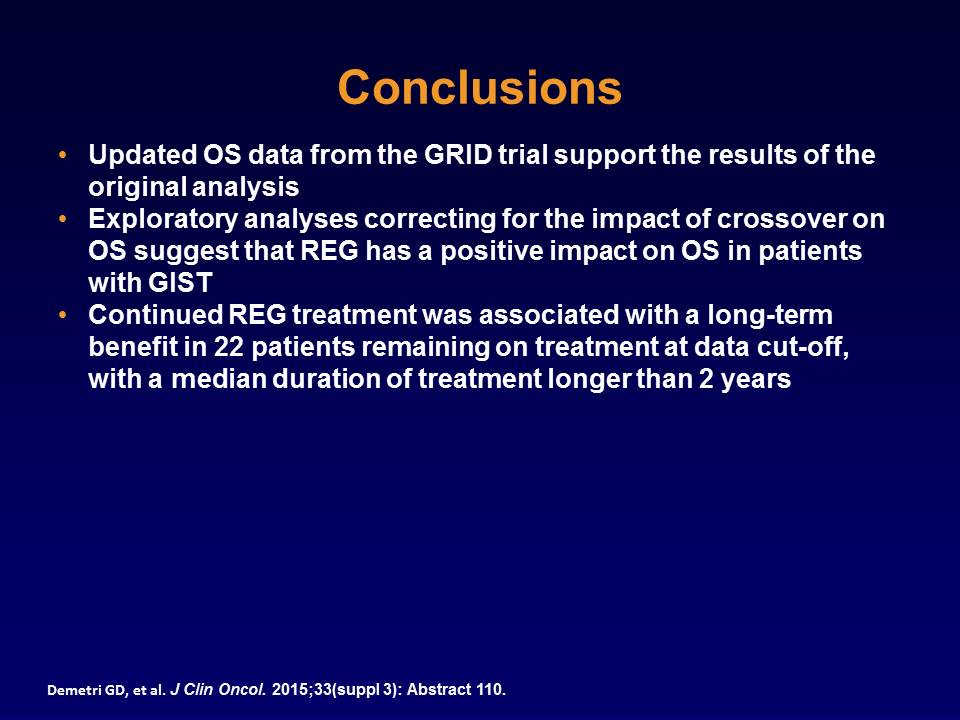 Conclusions
• Updated OS data from the GRID trial support the results of the
original analysis
• Exploratory analyses correcting for the impact of crossover on
OS suggest that REG has a positive impact on OS in patients
with GIST
• Continued REG treatment was associated with a long-term
benefit in 22 patients remaining on treatment at data cut-off,
with a median duration of treatment longer than 2 years
Demetri GD, et al. J Clin Oncol. 2015;33(suppl 3): Abstract 110.